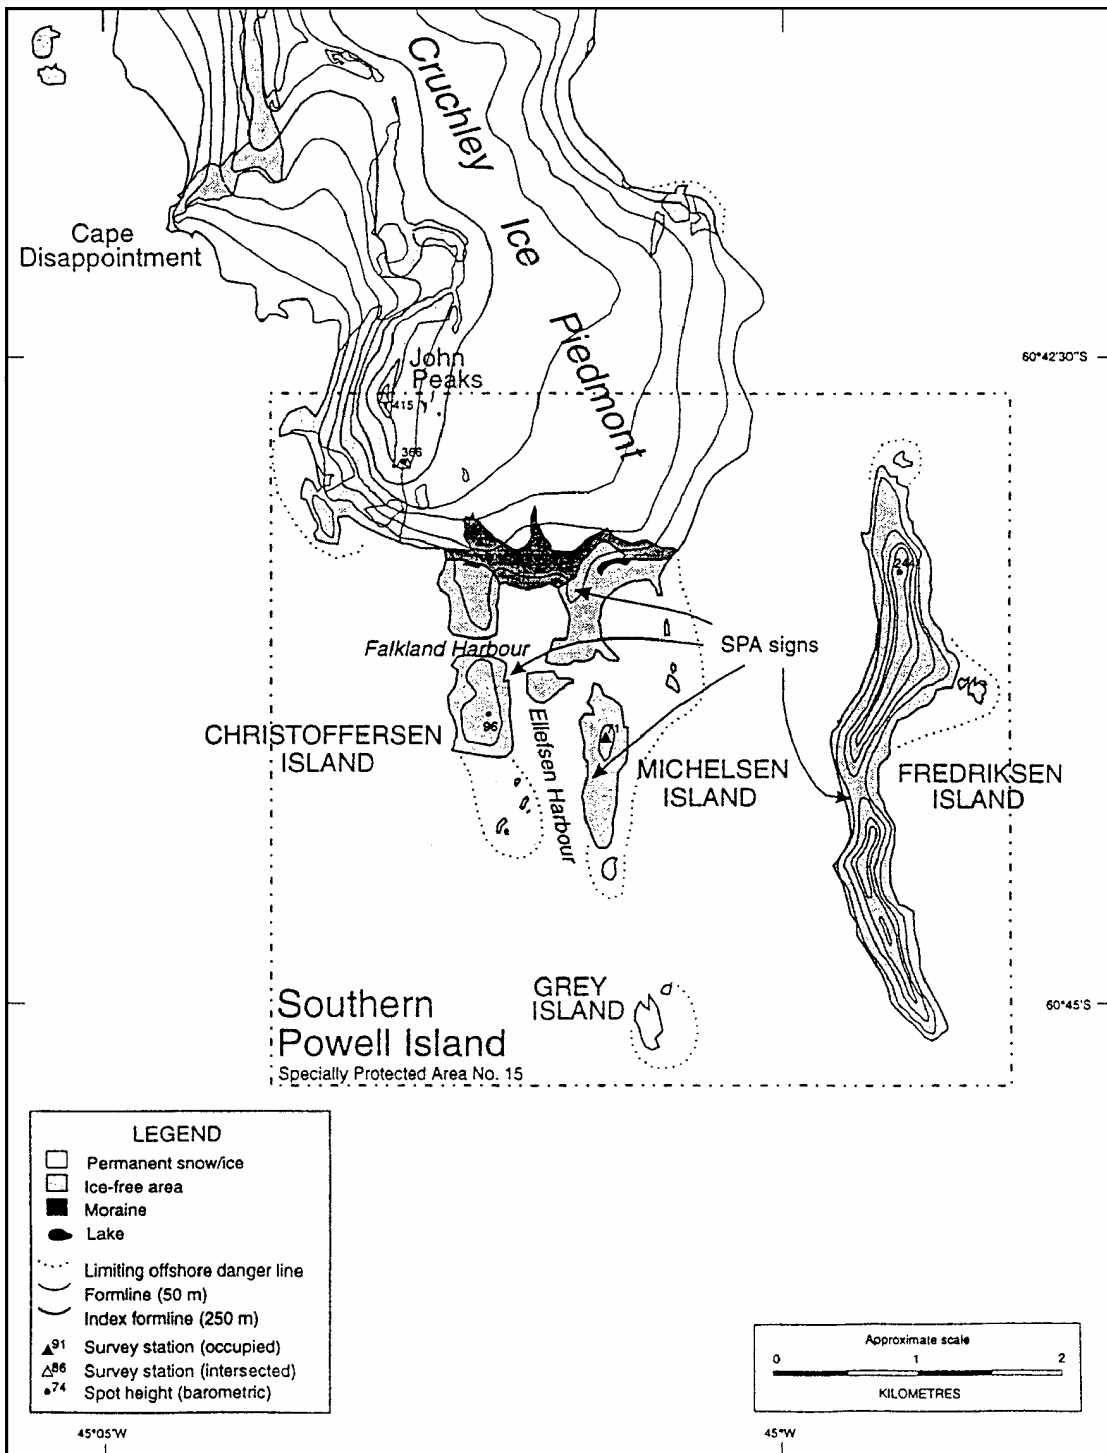 Cruchley
Ice
Piedmont
Cape
Disappointment
John
Peaks
415
366
60°42'30"S
244
SPA signs
Falkland Harbour
96
CHRISTOFFERSEN
ISLAND
Ellefsen Harbour
MICHELSEN
ISLAND
FREDRIKSEN
ISLAND
GREY
ISLAND
Southern
Powell Island
Specially Protected Area No. 15
60°45'S
LEGEND
Permanent snow/ice
Ice-free area
Moraine
Lake
Limiting offshore danger line
Formline (50 m)
Index formline (250 m)
91 Survey station (occupied)
86 Survey station (intersected)
74 Spot height (barometric)
Approximate scale
0 1 2
KILOMETRES
45°05'W
45°W